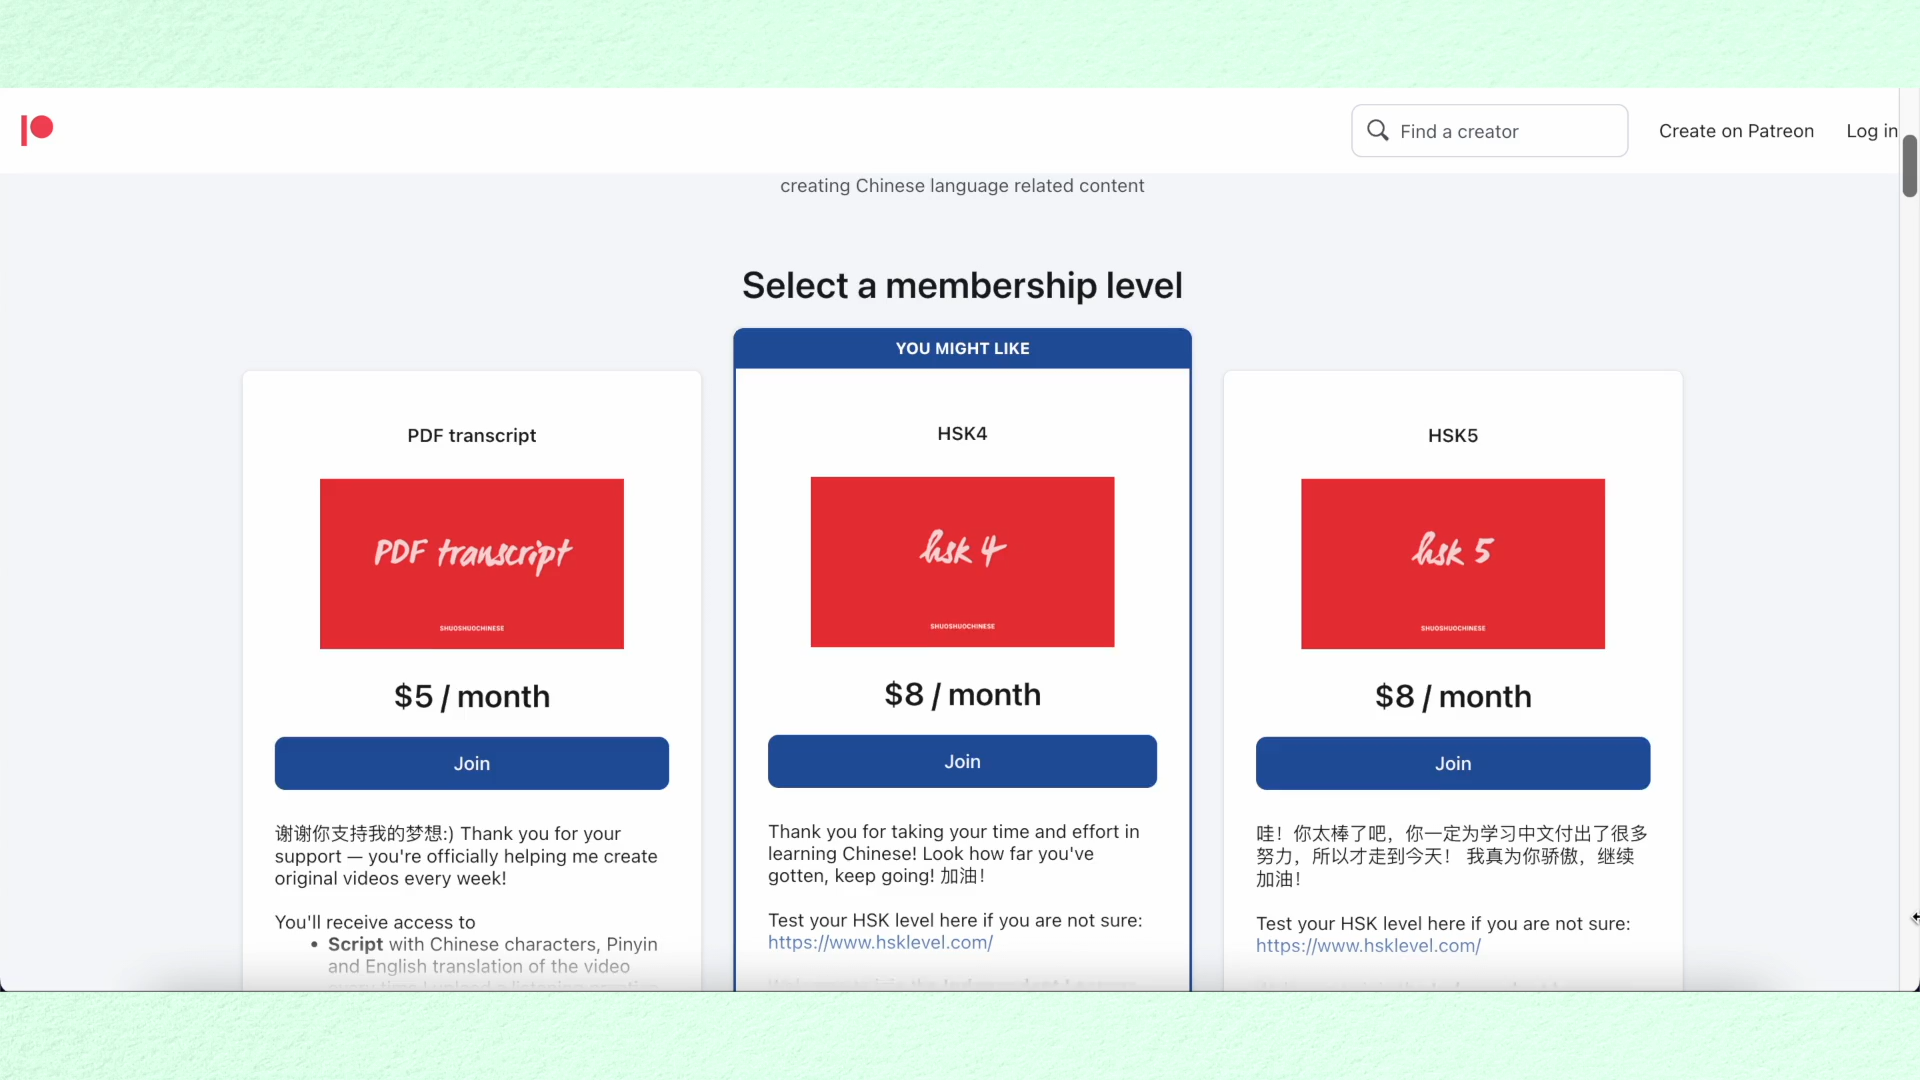 Find a creator
Create on Patreon
Log in
creating Chinese language related content
Select a membership level
YOU MIGHT LIKE
PDF transcript
PDF transcript
SHUOSHUOCHINESE
$5 / month
Join
谢谢你支持我的梦想:) Thank you for your
support — you're officially helping me create
original videos every week!
You'll receive access to
• Script with Chinese characters, Pinyin
and English translation of the video
HSK4
hsk 4
SHUOSHUOCHINESE
$8 / month
Join
Thank you for taking your time and effort in
learning Chinese! Look how far you've
gotten, keep going! 加油！
Test your HSK level here if you are not sure:
https://www.hsklevel.com/
HSK5
hsk 5
SHUOSHUOCHINESE
$8 / month
Join
哇！你太棒了吧，你一定为学习中文付出了很多
努力，所以才走到今天！ 我真为你骄傲，继续
加油！
Test your HSK level here if you are not sure:
https://www.hsklevel.com/